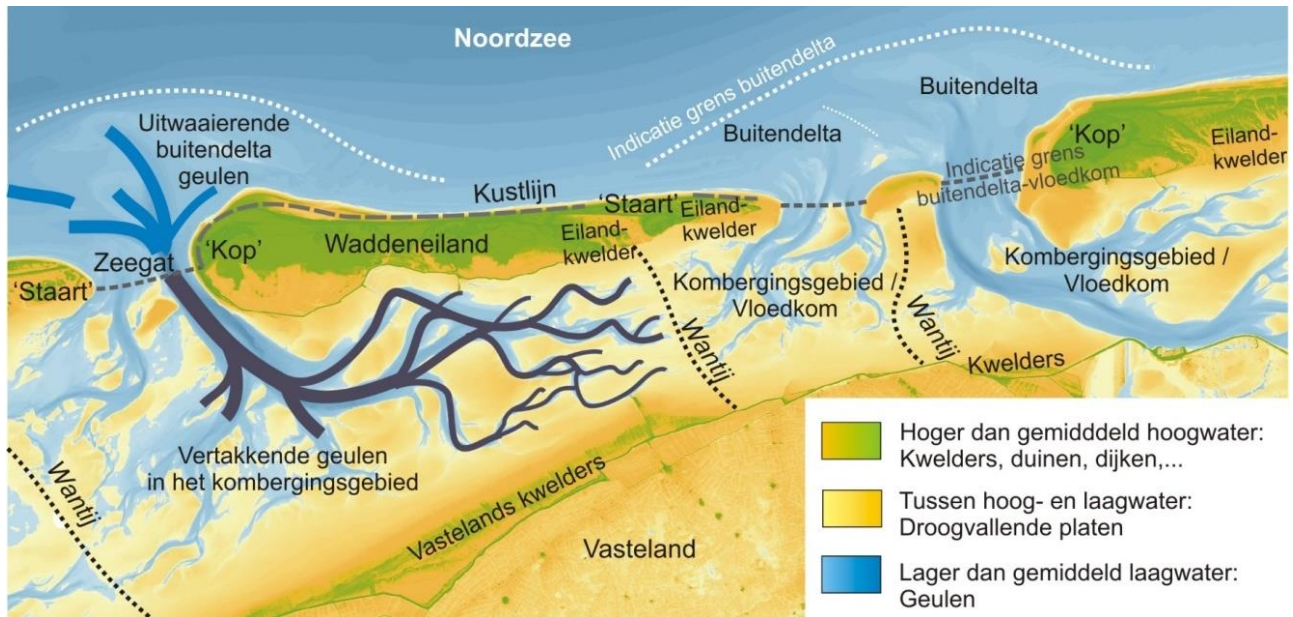 Noordzee
Indicatie grens buitendelta
Buitendelta
Buitendelta
Uitwaaierende
buitendelta
geulen
'Kop'
Eiland-
kwelder
Indicatie grens
buitendelta-vloedkom
Kustlijn
'Staart'
Eiland-
kwelder
Eiland-
kwelder
Waddeneiland
'Kop'
Zeegat
'Staart'
Kombergingsgebied /
Vloedkom
Kombergingsgebied /
Vloedkom
Wantij
Wantij
Kwelders
Vertakkende geulen
in het kombergingsgebied
Wantij
Vastelands kwelders
Vasteland
Hoger dan gemidddeld hoogwater:
Kwelders, duinen, dijken,...
Tussen hoog- en laagwater:
Droogvallende platen
Lager dan gemiddeld laagwater:
Geulen